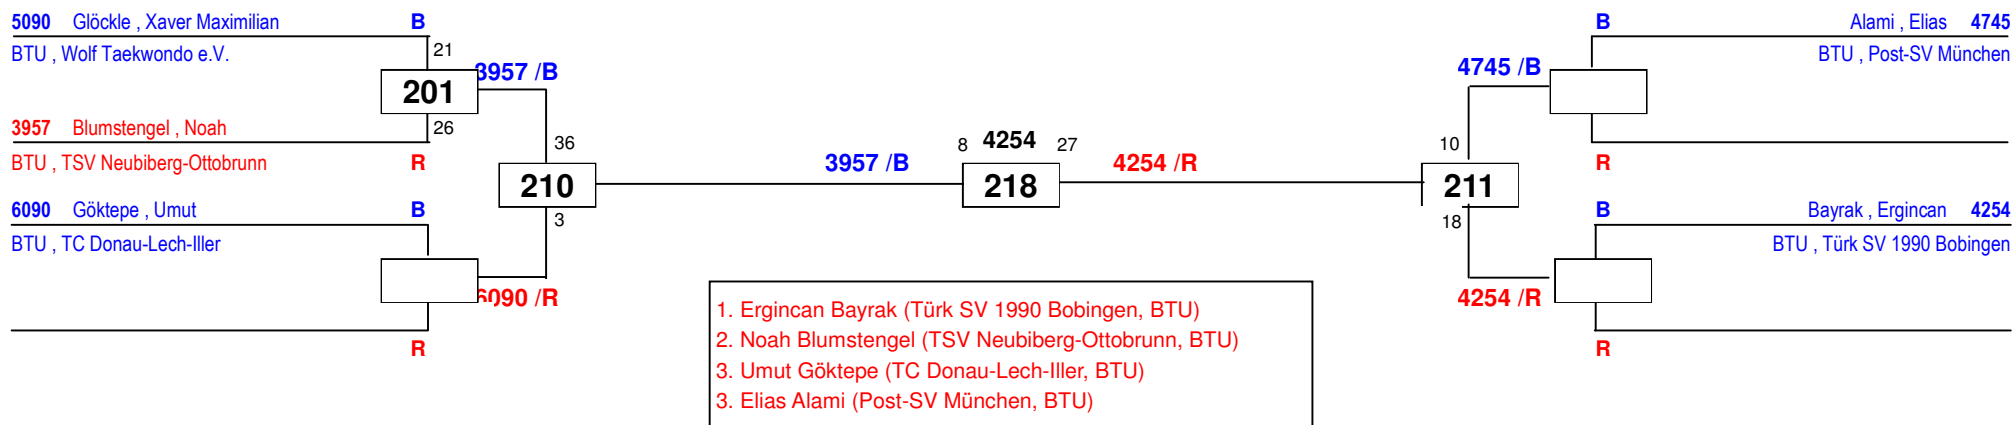 5090 Glöckle , Xaver Maximilian B
BTU , Wolf Taekwondo e.V.
21
3957 /B
201
3957 Blumstengel , Noah
26
BTU , TSV Neubiberg-Ottobrunn R
36
210
3
6090 Göktepe , Umut B
BTU , TC Donau-Lech-Iller
6090 /R
R
3957 /B
8 4254 27
218
4254 /R
B Alami , Elias 4745
BTU , Post-SV München
4745 /B
R
10
211
18
B Bayrak , Ergincan 4254
BTU , Türk SV 1990 Bobingen
4254 /R
R
1. Ergincan Bayrak (Türk SV 1990 Bobingen, BTU)
2. Noah Blumstengel (TSV Neubiberg-Ottobrunn, BTU)
3. Umut Göktepe (TC Donau-Lech-Iller, BTU)
3. Elias Alami (Post-SV München, BTU)